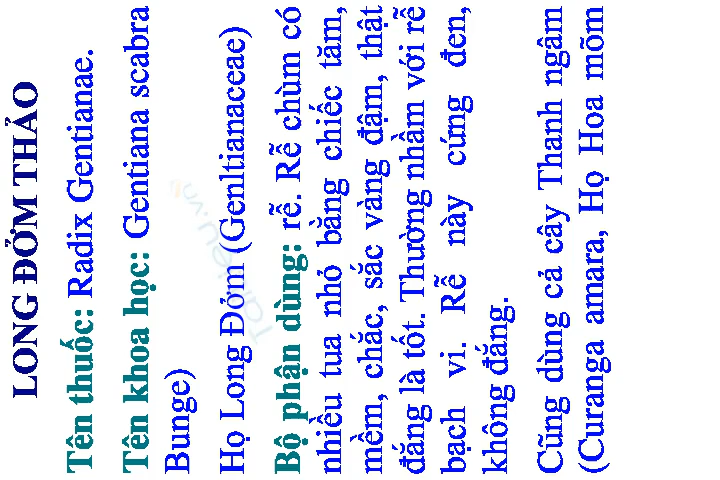 LONG ĐỞM THẢO
Tên thuốc: Radix Gentianae.
Tên khoa học: Gentiana scabra
Bunge)
Họ Long Đởm (Genltianaceae)
Bộ phận dùng: rễ. Rễ chùm có
nhiều tua nhỏ bằng chiếc tăm,
mềm, chắc, sắc vàng đậm, thật
đắng là tốt. Thường nhầm với rễ
bạch vi. Rễ này cứng đen,
không đắng.
Cũng dùng cả cây Thanh ngâm
(Curanga amara, Họ Hoa mõm